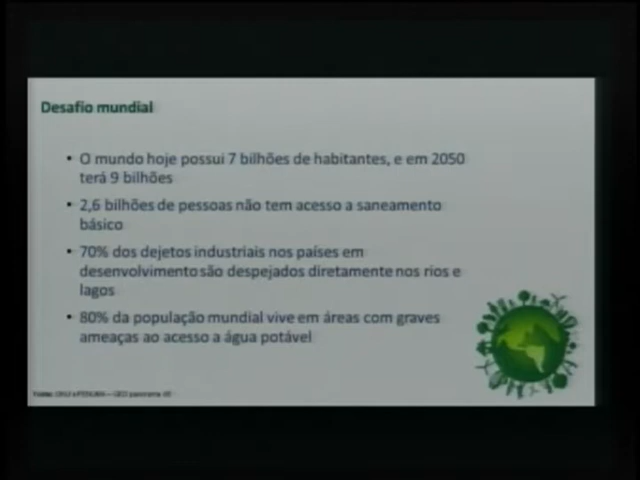 Desafio mundial
• O mundo hoje possui 7 bilhões de habitantes, e em 2050
terá 9 bilhões
• 2,6 bilhões de pessoas não tem acesso a saneamento
básico
• 70% dos dejetos industriais nos países em
desenvolvimento são despejados diretamente nos rios e
lagos
• 80% da população mundial vive em áreas com graves
ameaças ao acesso a água potável
Fonte: